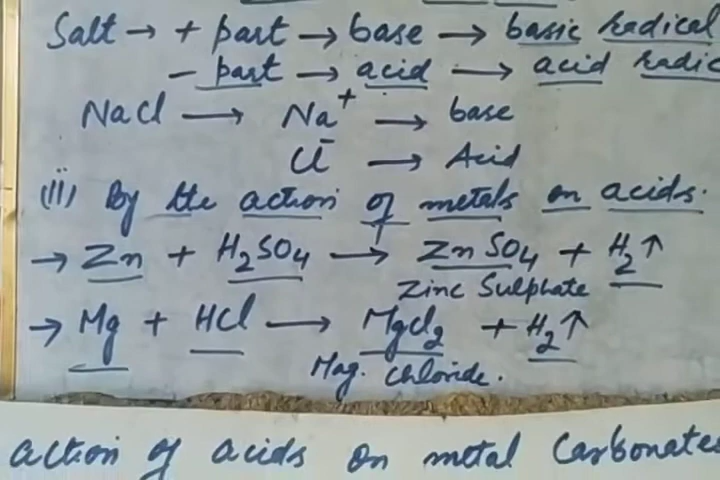 Salt → + part → base → basic radical
- part → acid → acid radic
NaCl → Na⁺ → base
Cl⁻ → Acid
(ii) By the action of metals on acids.
→ Zn + H₂SO₄ → ZnSO₄ + H₂↑
Zinc Sulphate
→ Mg + HCl → MgCl₂ + H₂↑
Mag. Chloride.
action of acids on metal Carbonates